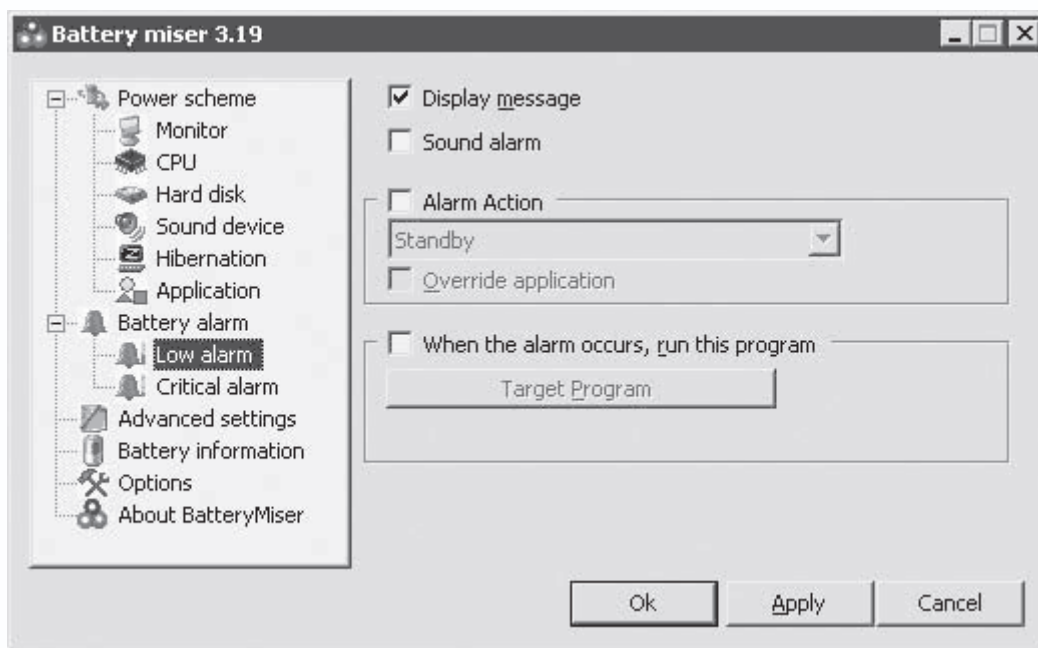 Battery miser 3.19
Power scheme
Monitor
CPU
Hard disk
Sound device
Hibernation
Application
Battery alarm
Low alarm
Critical alarm
Advanced settings
Battery information
Options
About BatteryMiser
Display message
Sound alarm
Alarm Action
Standby
Override application
When the alarm occurs, run this program
Target Program
Ok
Apply
Cancel